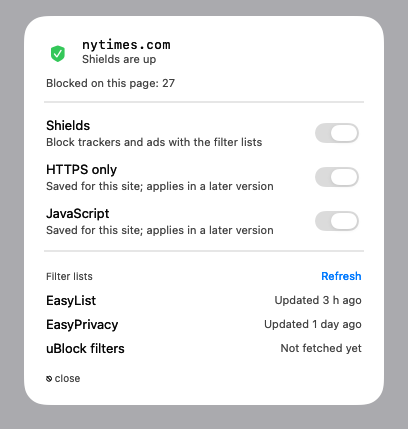 nytimes.com
Shields are up
Blocked on this page: 27
Shields
Block trackers and ads with the filter lists
HTTPS only
Saved for this site; applies in a later version
JavaScript
Saved for this site; applies in a later version
Filter lists Refresh
EasyList Updated 3 h ago
EasyPrivacy Updated 1 day ago
uBlock filters Not fetched yet
close